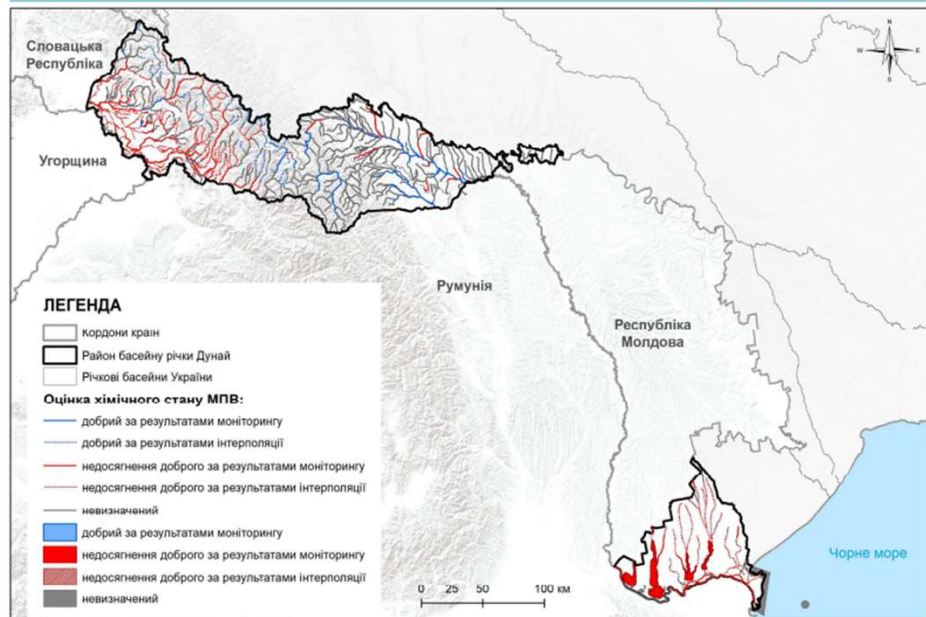 Словацька
Республіка
Угорщина
Румунія
Республіка
Молдова
Чорне море
N
W
E
S
ЛЕГЕНДА
Кордони країн
Район басейну річки Дунай
Річкові басейни України
Оцінка хімічного стану МПВ:
добрий за результатами моніторингу
добрий за результатами інтерполяції
недосягнення доброго за результатами моніторингу
недосягнення доброго за результатами інтерполяції
невизначений
добрий за результатами моніторингу
недосягнення доброго за результатами моніторингу
недосягнення доброго за результатами інтерполяції
невизначений
0 25 50 100 км